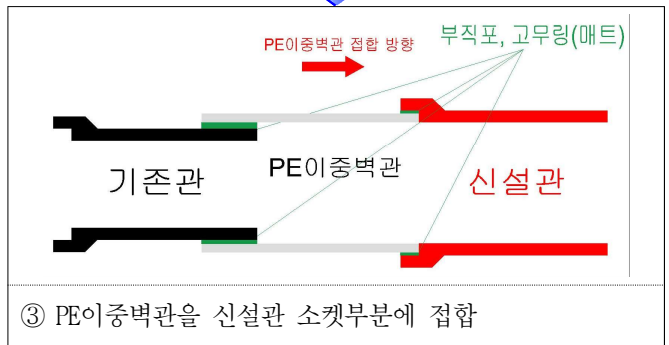 PE이중벽관 접합 방향
부직포, 고무링(매트)
기존관
PE이중벽관
신설관
③ PE이중벽관을 신설관 소켓부분에 접합